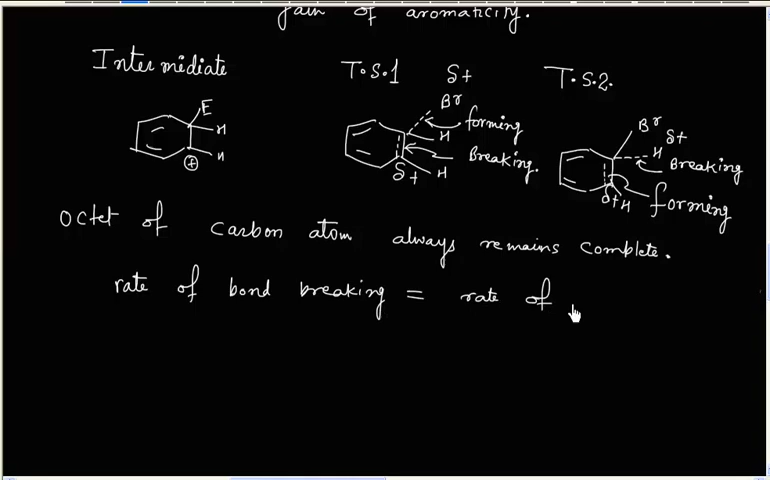 gain of aromaticity.
Intermediate T.S.1 δ+ T.S.2.
E
H
H
+
Br
forming
H
Breaking.
δ+
H
Br
δ+
H
Breaking
δ+
H
forming
Octet of carbon atom always remains complete.
rate of bond breaking = rate of